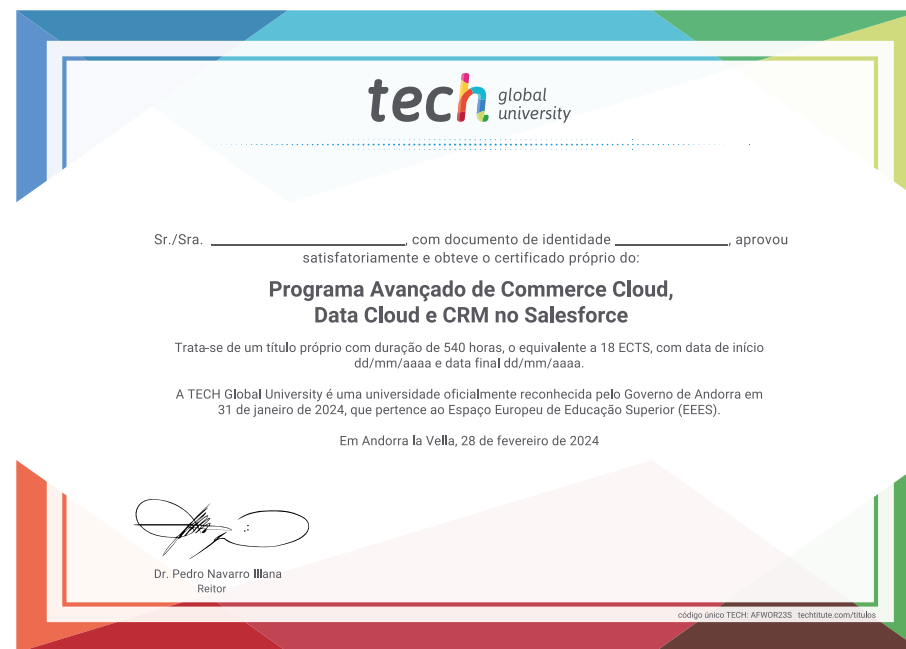 tech global
university
Sr./Sra. ____________________, com documento de identidade ____________, aprovou
satisfatoriamente e obteve o certificado próprio do:
Programa Avançado de Commerce Cloud,
Data Cloud e CRM no Salesforce
Trata-se de um título próprio com duração de 540 horas, o equivalente a 18 ECTS, com data de início
dd/mm/aaaa e data final dd/mm/aaaa.
A TECH Global University é uma universidade oficialmente reconhecida pelo Governo de Andorra em
31 de janeiro de 2024, que pertence ao Espaço Europeu de Educação Superior (EEES).
Em Andorra la Vella, 28 de fevereiro de 2024
Dr. Pedro Navarro Illana
Reitor
código único TECH: AFWOR23S techtitute.com/titulos